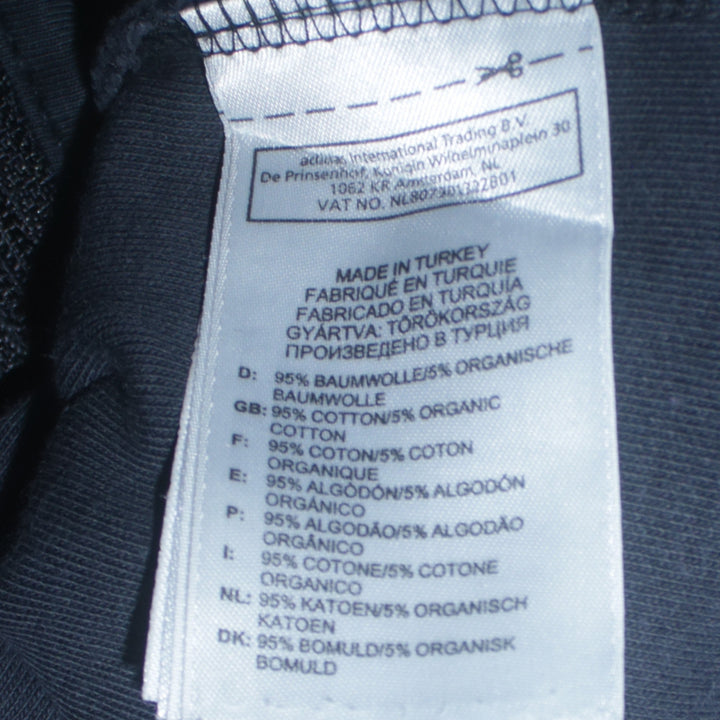 adidas International Trading B.V.
De Prinsenhof, Koningin Wilhelminaplein 30
1062 KR Amsterdam, NL
VAT NO.
MADE IN TURKEY
FABRIQUÉ EN TURQUIE
FABRICADO EN TURQUÍA
GYÁRTVA: TÖRÖKORSZÁG
ПРОИЗВЕДЕНО В ТУРЦИЯ
D: 95% BAUMWOLLE/5% ORGANISCHE
BAUMWOLLE
GB: 95% COTTON/5% ORGANIC
COTTON
F: 95% COTON/5% COTON
ORGANIQUE
E: 95% ALGÓDÓN/5% ALGODÓN
ORGÁNICO
P: 95% ALGODÃO/5% ALGODÃO
ORGÂNICO
I: 95% COTONE/5% COTONE
ORGANICO
NL: 95% KATOEN/5% ORGANISCH
KATOEN
DK: 95% BOMULD/5% ORGANISK
BOMULD